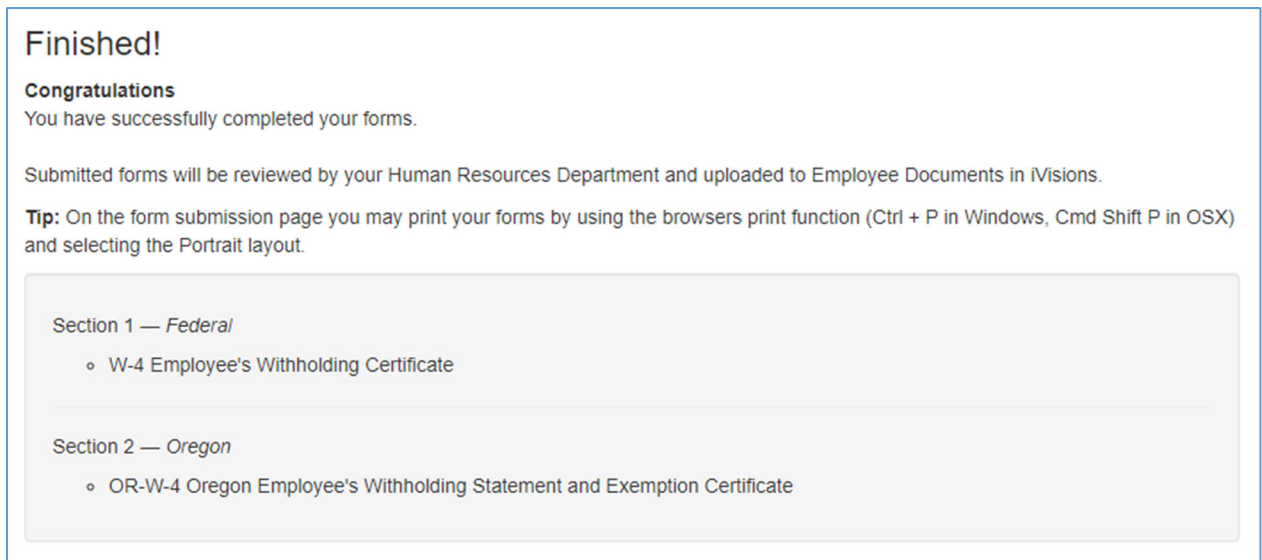 Finished!
Congratulations
You have successfully completed your forms.
Submitted forms will be reviewed by your Human Resources Department and uploaded to Employee Documents in iVisions.
Tip: On the form submission page you may print your forms by using the browsers print function (Ctrl + P in Windows, Cmd Shift P in OSX)
and selecting the Portrait layout.
Section 1 — Federal
W-4 Employee's Withholding Certificate
Section 2 — Oregon
OR-W-4 Oregon Employee's Withholding Statement and Exemption Certificate